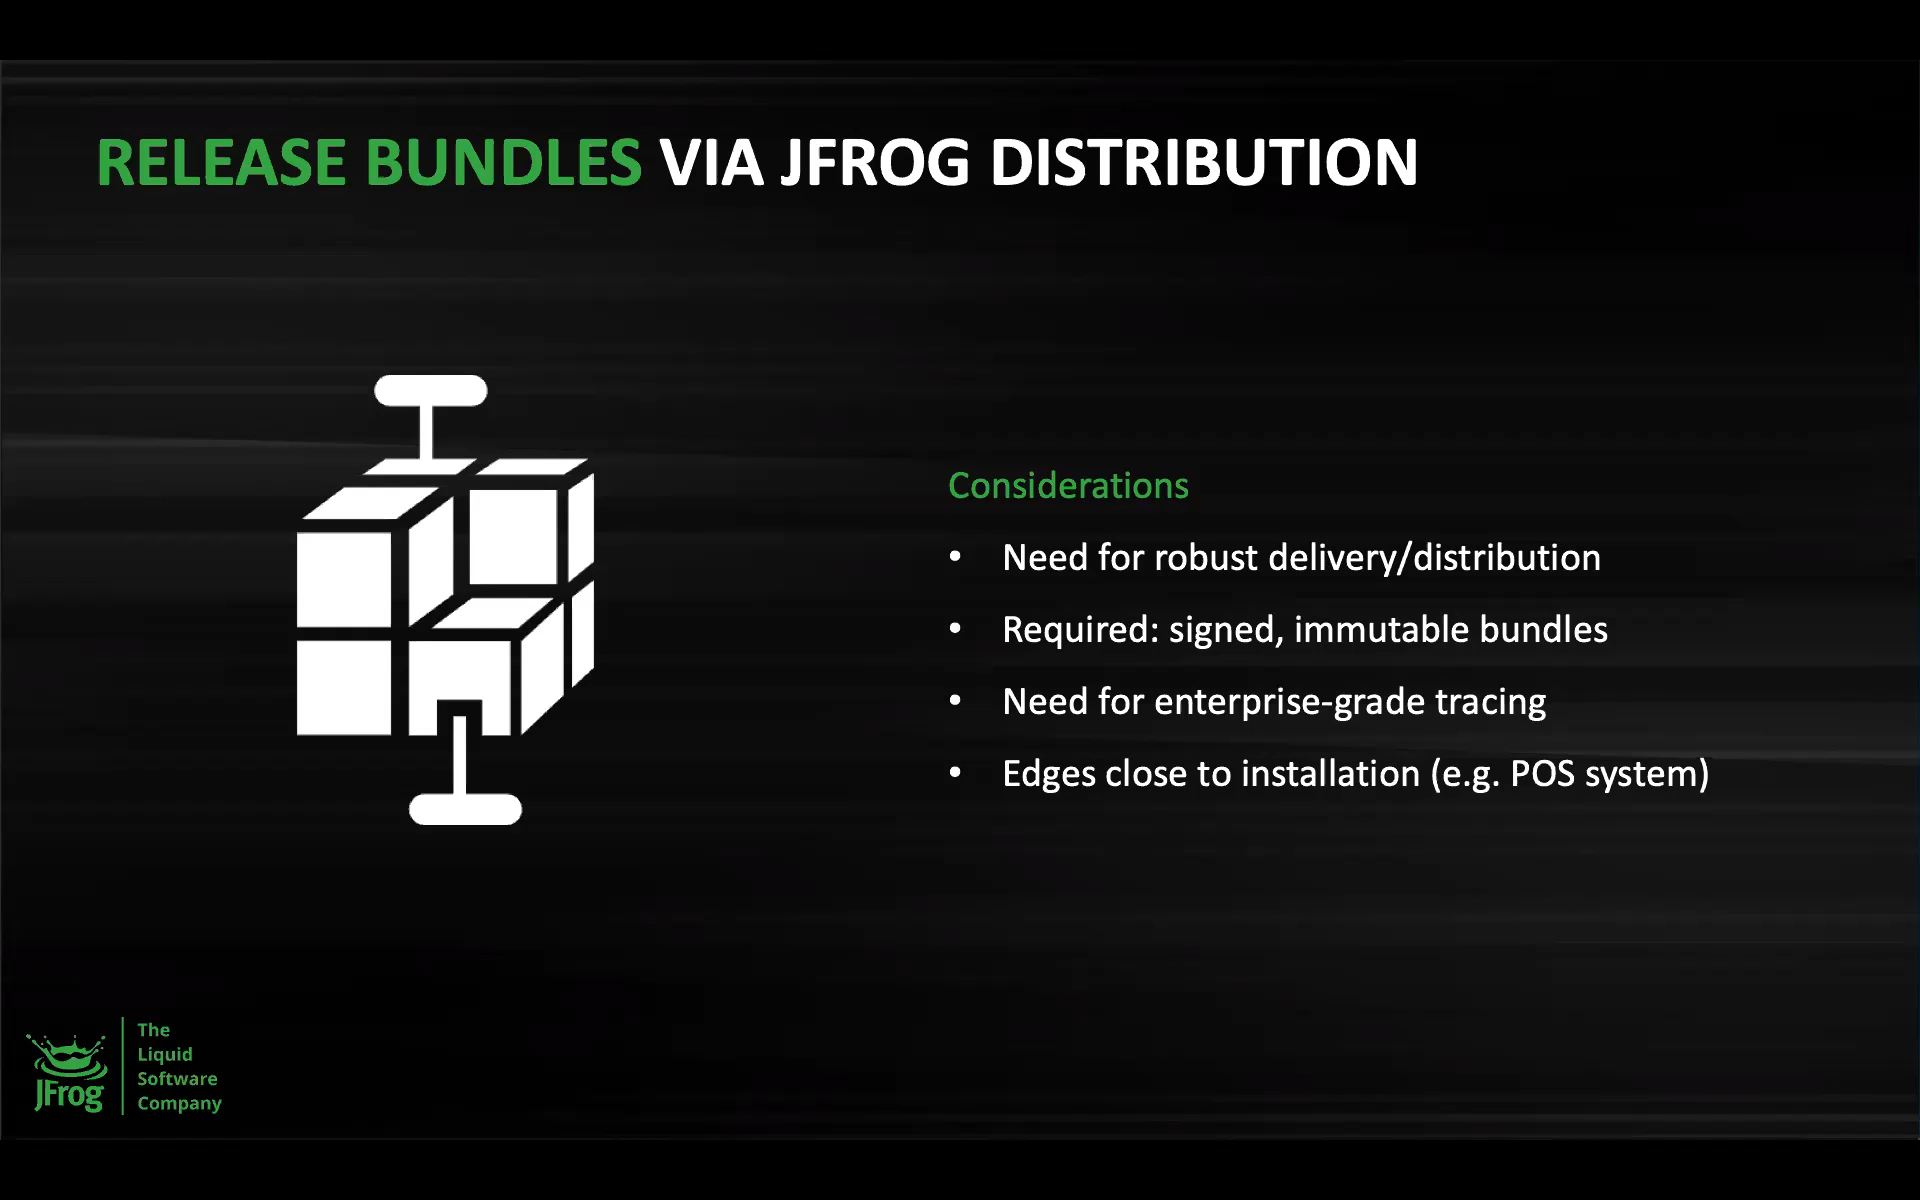 RELEASE BUNDLES VIA JFROG DISTRIBUTION
Considerations
• Need for robust delivery/distribution
• Required: signed, immutable bundles
• Need for enterprise-grade tracing
• Edges close to installation (e.g. POS system)
JFrog
The
Liquid
Software
Company